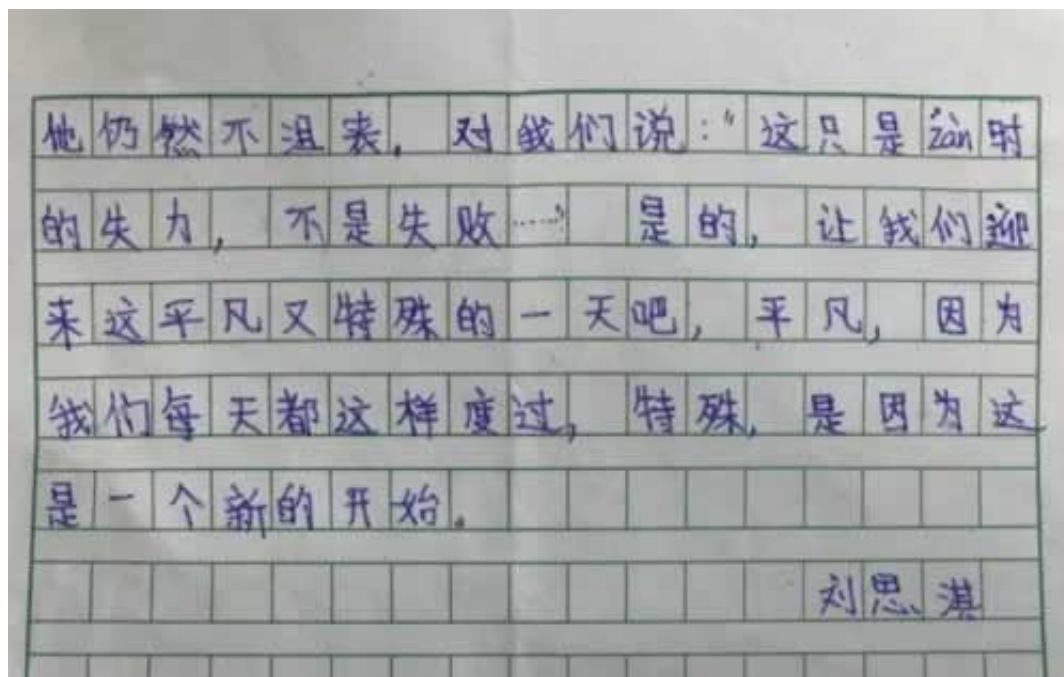 他仍然不沮丧,对我们说:“这只是zàn时
的失力,不是失败……”是的,让我们迎
来这平凡又特殊的一天吧,平凡,因为
我们每天都这样度过,特殊,是因为这
是一个新的开始。
刘思淇